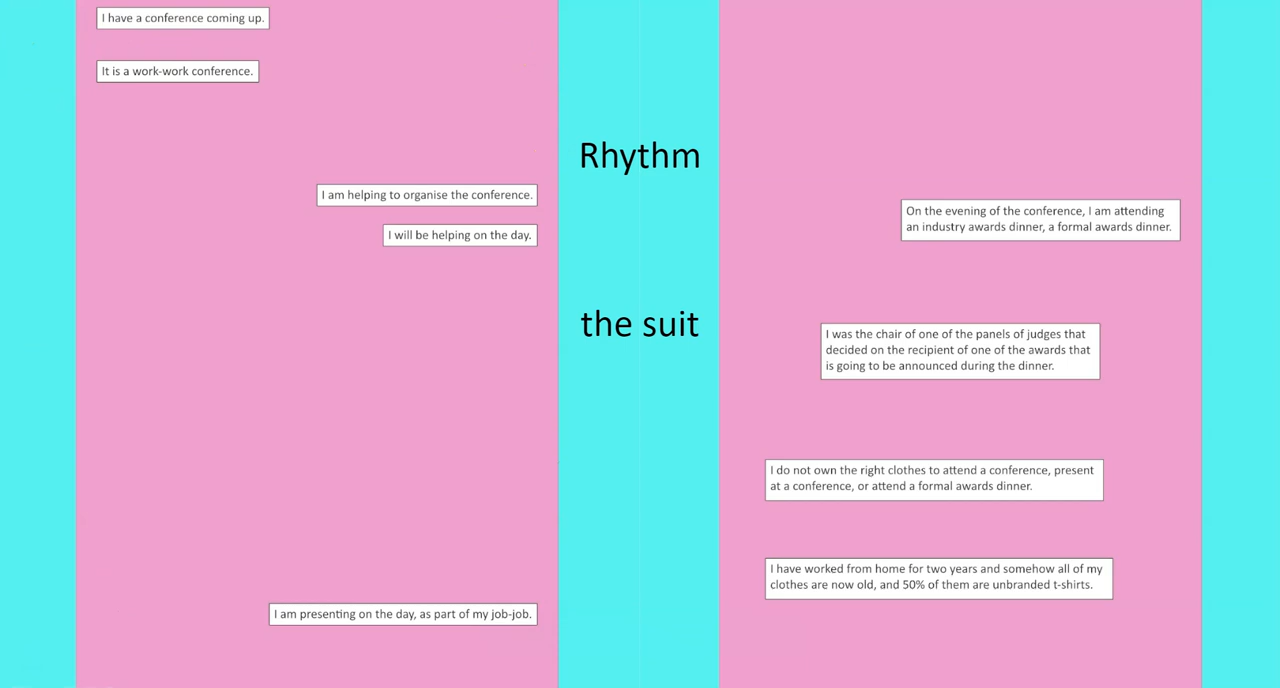 I have a conference coming up.
It is a work-work conference.
I am helping to organise the conference.
I will be helping on the day.
I am presenting on the day, as part of my job-job.
Rhythm
the suit
On the evening of the conference, I am attending
an industry awards dinner, a formal awards dinner.
I was the chair of one of the panels of judges that
decided on the recipient of one of the awards that
is going to be announced during the dinner.
I do not own the right clothes to attend a conference, present
at a conference, or attend a formal awards dinner.
I have worked from home for two years and somehow all of my
clothes are now old, and 50% of them are unbranded t-shirts.